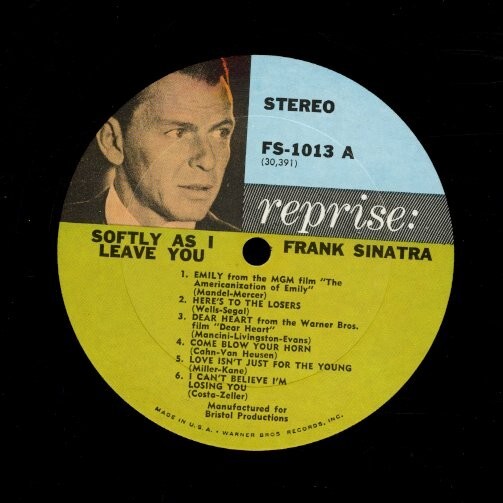 STEREO
FS-1013 A
(30,391)
reprise:
SOFTLY AS I
LEAVE YOU
FRANK SINATRA
1. EMILY from the MGM film "The
Americanization of Emily"
(Mandel-Mercer)
2. HERE'S TO THE LOSERS
(Wells-Segal)
3. DEAR HEART from the Warner Bros.
film "Dear Heart"
(Mancini-Livingston-Evans)
4. COME BLOW YOUR HORN
(Cahn-Van Heusen)
5. LOVE ISN'T JUST FOR THE YOUNG
(Miller-Kane)
6. I CAN'T BELIEVE I'M
LOSING YOU
(Costa-Zeller)
Manufactured for
Bristol Productions
MADE IN U.S.A. • WARNER BROS. RECORDS, INC.